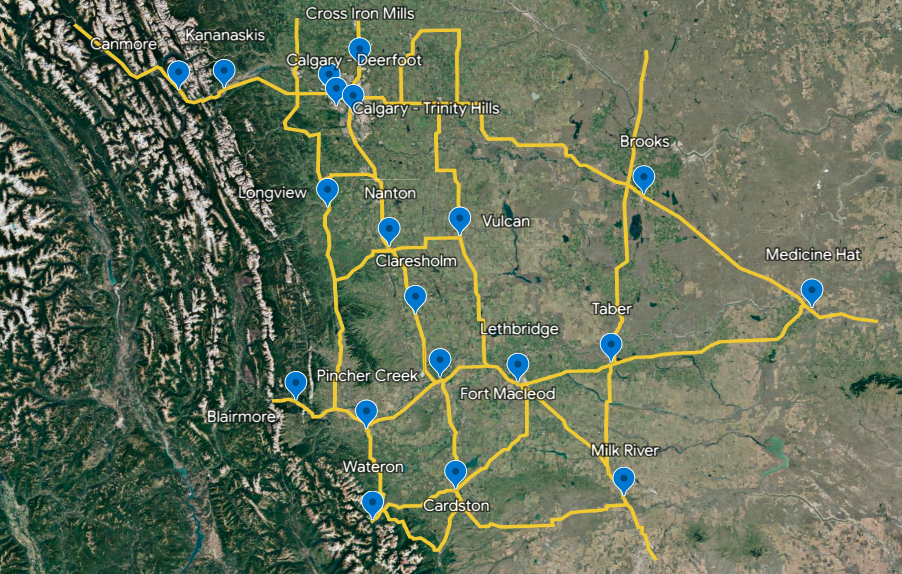 Cross Iron Mills
Canmore
Kananaskis
Calgary - Deerfoot
Calgary - Trinity Hills
Brooks
Longview
Nanton
Vulcan
Claresholm
Medicine Hat
Taber
Lethbridge
Pincher Creek
Fort Macleod
Blairmore
Milk River
Wateron
Cardston